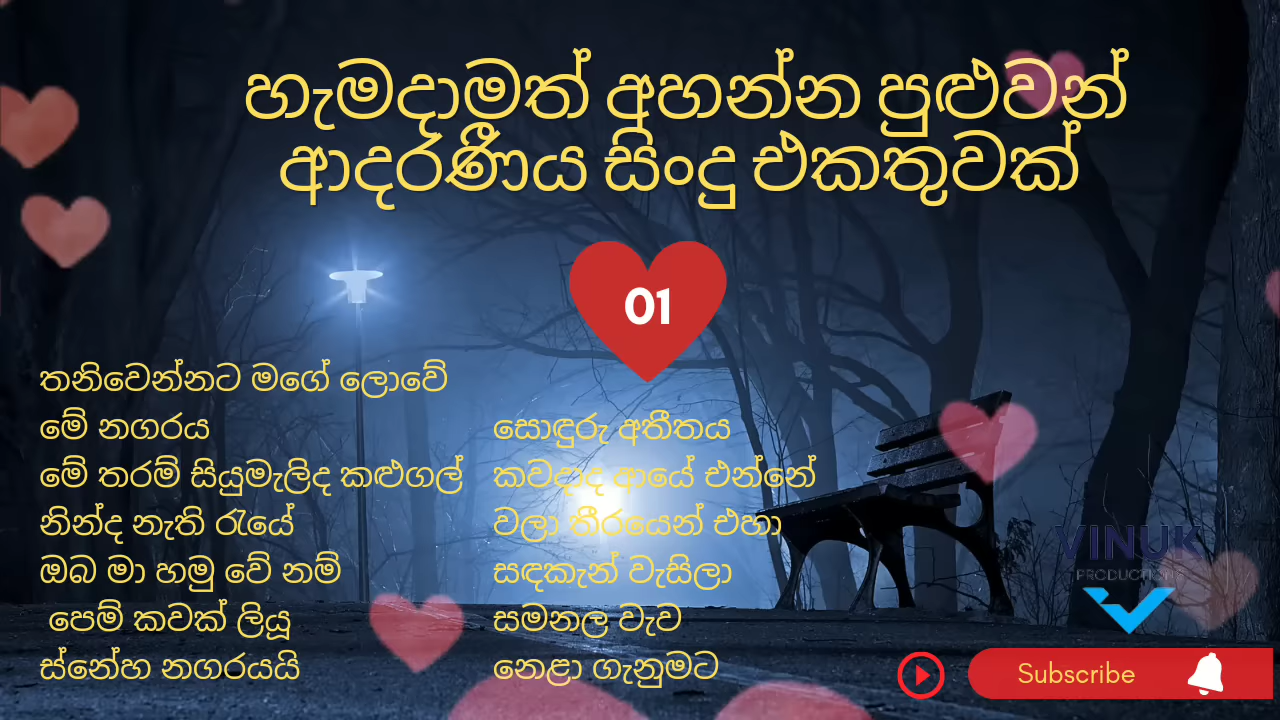 හැමදාමත් අහන්න පුළුවන්
ආදරණීය සිංදු එකතුවක්
01
තනිවෙන්නට මගේ ලොවේ
මේ නගරය
මේ තරම් සියුමැලිද කළුගල්
නින්ද නැති රැයේ
ඔබ මා හමු වේ නම්
පෙම් කවක් ලියූ
ස්නේහ නගරයයි
සොඳුරු අතීතය
කවදාද ආයේ එන්නේ
වලා තීරයෙන් එහා
සඳකැන් වැසිලා
සමනල වැව
නෙළා ගැනුමට
VINUK
PRODUCTIONS
Subscribe